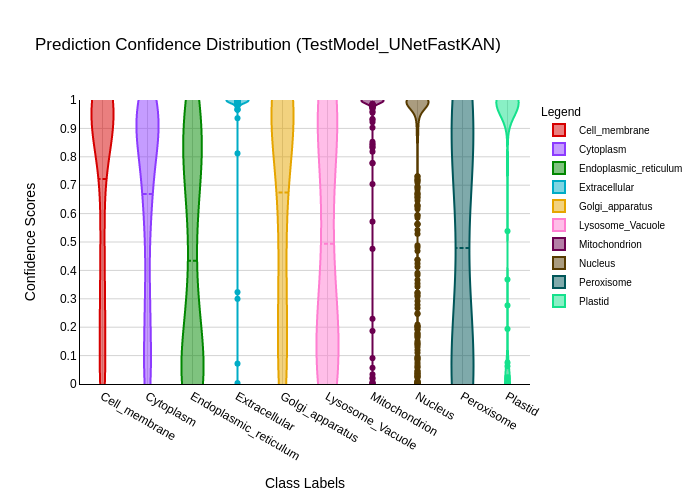 Prediction Confidence Distribution (TestModel_UNetFastKAN)
Legend
Cell_membrane
Cytoplasm
Endoplasmic_reticulum
Extracellular
Golgi_apparatus
Lysosome_Vacuole
Mitochondrion
Nucleus
Peroxisome
Plastid
Confidence Scores
1
0.9
0.8
0.7
0.6
0.5
0.4
0.3
0.2
0.1
0
Cell_membrane
Cytoplasm
Endoplasmic_reticulum
Extracellular
Golgi_apparatus
Lysosome_Vacuole
Mitochondrion
Nucleus
Peroxisome
Plastid
Class Labels